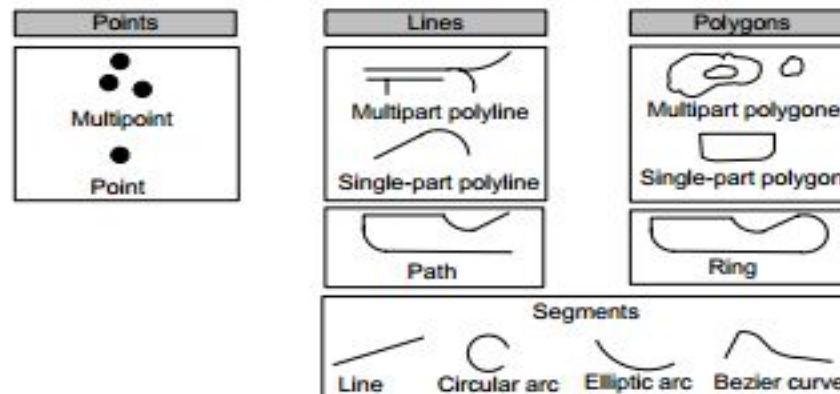 Points
Multipoint
Point
Lines
Multipart polyline
Single-part polyline
Path
Polygons
Multipart polygone
Single-part polygon
Ring
Segments
Line
Circular arc
Elliptic arc
Bezier curve